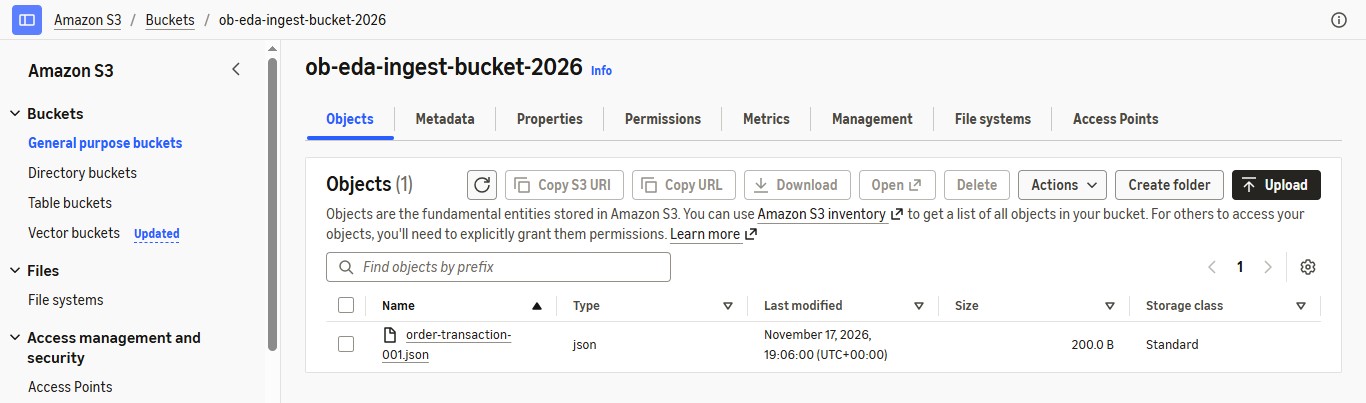 Amazon S3 / Buckets / ob-eda-ingest-bucket-2026
Amazon S3
Buckets
General purpose buckets
Directory buckets
Table buckets
Vector buckets Updated
Files
File systems
Access management and
security
Access Points
ob-eda-ingest-bucket-2026 Info
Objects Metadata Properties Permissions Metrics Management File systems Access Points
Objects (1) Copy S3 URI Copy URL Download Open Delete Actions Create folder Upload
Objects are the fundamental entities stored in Amazon S3. You can use Amazon S3 inventory to get a list of all objects in your bucket. For others to access your
objects, you'll need to explicitly grant them permissions. Learn more
Find objects by prefix 1
Name Type Last modified Size Storage class
order-transaction-
001.json
json
November 17, 2026,
19:06:00 (UTC+00:00)
200.0 B
Standard